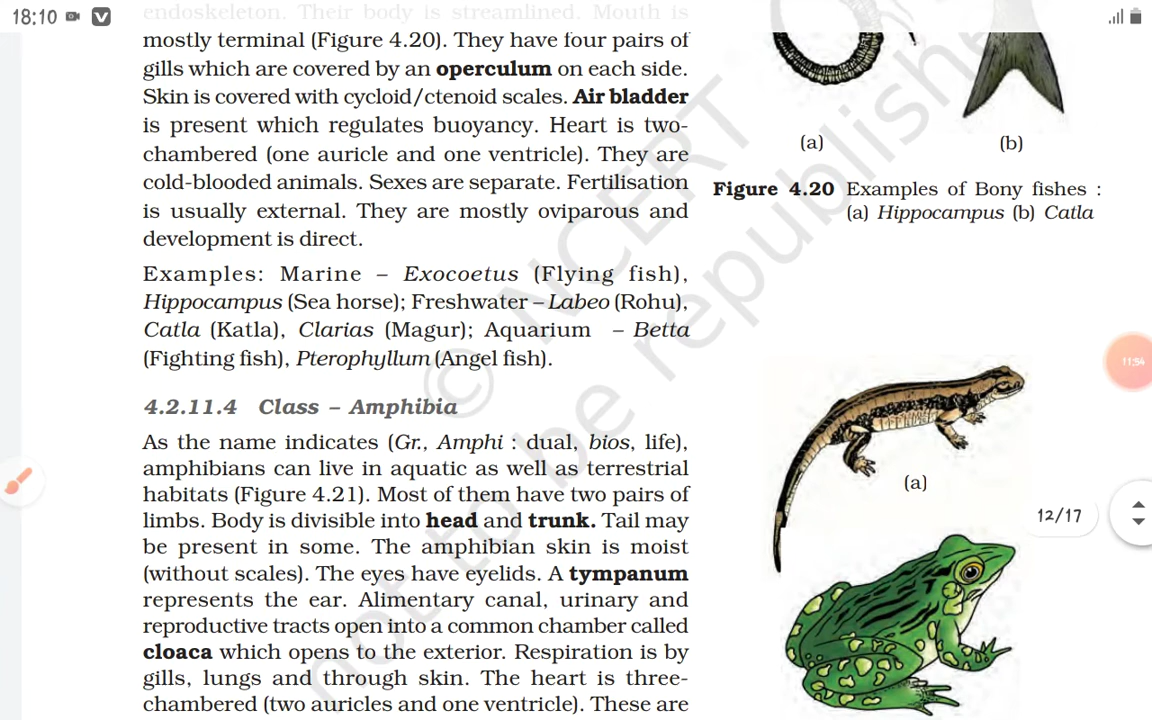 18:10
endoskeleton. Their body is streamlined. Mouth is
mostly terminal (Figure 4.20). They have four pairs of
gills which are covered by an operculum on each side.
Skin is covered with cycloid/ctenoid scales. Air bladder
is present which regulates buoyancy. Heart is two-
chambered (one auricle and one ventricle). They are
cold-blooded animals. Sexes are separate. Fertilisation
is usually external. They are mostly oviparous and
development is direct.
Examples: Marine – Exocoetus (Flying fish),
Hippocampus (Sea horse); Freshwater – Labeo (Rohu),
Catla (Katla), Clarias (Magur); Aquarium – Betta
(Fighting fish), Pterophyllum (Angel fish).
4.2.11.4 Class – Amphibia
As the name indicates (Gr., Amphi : dual, bios, life),
amphibians can live in aquatic as well as terrestrial
habitats (Figure 4.21). Most of them have two pairs of
limbs. Body is divisible into head and trunk. Tail may
be present in some. The amphibian skin is moist
(without scales). The eyes have eyelids. A tympanum
represents the ear. Alimentary canal, urinary and
reproductive tracts open into a common chamber called
cloaca which opens to the exterior. Respiration is by
gills, lungs and through skin. The heart is three-
chambered (two auricles and one ventricle). These are
(a)
(b)
Figure 4.20 Examples of Bony fishes :
(a) Hippocampus (b) Catla
11:54
(a)
12/17
© NCERT
not to be republishe